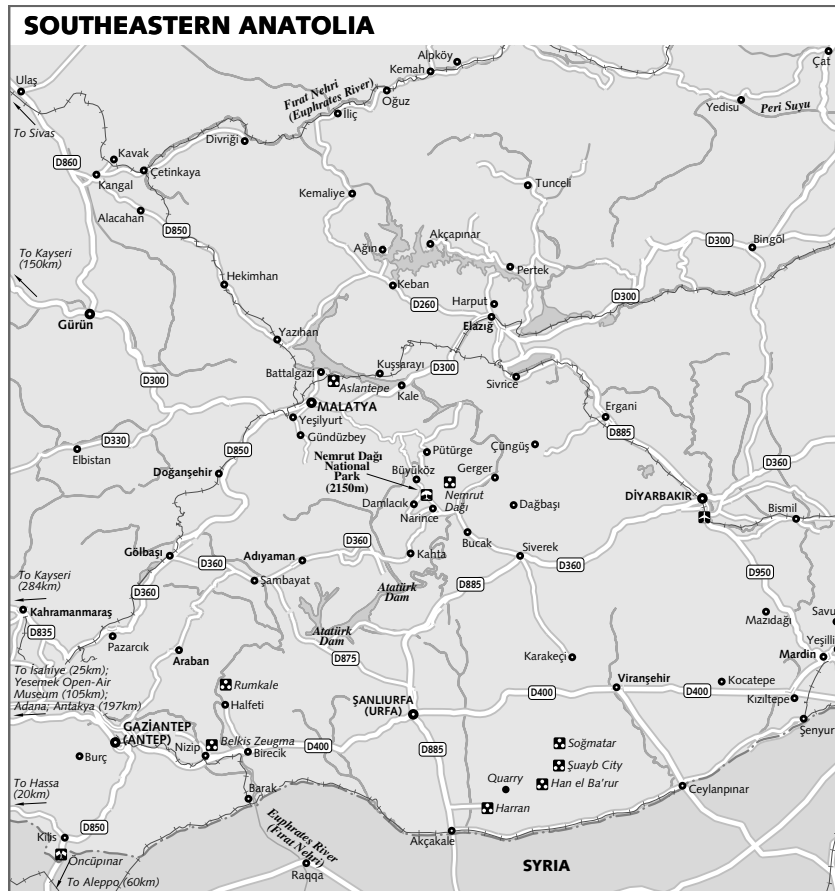 SOUTHEASTERN ANATOLIA
Alpköy
Kemah
Çat
Ulaş
Fırat Nehri
(Euphrates River)
Oğuz
İliç
Yedisu
Peri Suyu
To Sivas
Divriği
D860
Kavak
Kangal
Çetinkaya
Tunceli
Kemaliye
Alacahan
D850
Akçapınar
D300
Bingöl
To Kayseri
(150km)
Ağın
Pertek
Hekimhan
Keban
Harput
D300
D260
Elazığ
Gürün
Yazıhan
Battalgazi
Kuşsarayı
D300
Aslantepe
Sivrice
D300
Kale
MALATYA
Ergani
Yeşilyurt
D330
Gündüzbey
Çüngüş
D885
Elbistan
D850
Pütürge
D360
Nemrut Dağı
National
Park
(2150m)
Doğanşehir
Büyüköz
Gerger
Nemrut
Dağı
DİYARBAKIR
Damlacık
Narince
Dağbaşı
Bismil
Bucak
D360
Gölbaşı
Adıyaman
Kahta
Siverek
D360
D360
To Kayseri
(284km)
D360
Şambayat
Atatürk
Dam
D885
D950
Kahramanmaraş
Mazıdağı
Savu
D835
Atatürk
Dam
Yeşilli
Pazarcık
Araban
D875
Karakeçi
Mardin
To İsahiye (25km);
Yesemek Open-Air
Museum (105km);
Adana; Antakya (197km)
Rumkale
Viranşehir
Kocatepe
Halfeti
ŞANLIURFA
(URFA)
D400
D400
Kızıltepe
GAZİANTEP
(ANTEP)
Belkıs Zeugma
Şenyur
Nizip
D400
Soğmatar
Burç
Birecik
D885
Şuayb City
To Hassa
(20km)
Quarry
Han el Ba'rur
Ceylanpınar
Barak
Harran
D850
Euphrates River
(Fırat Nehri)
Kilis
Akçakale
Öncüpınar
Raqqa
SYRIA
To Aleppo (60km)